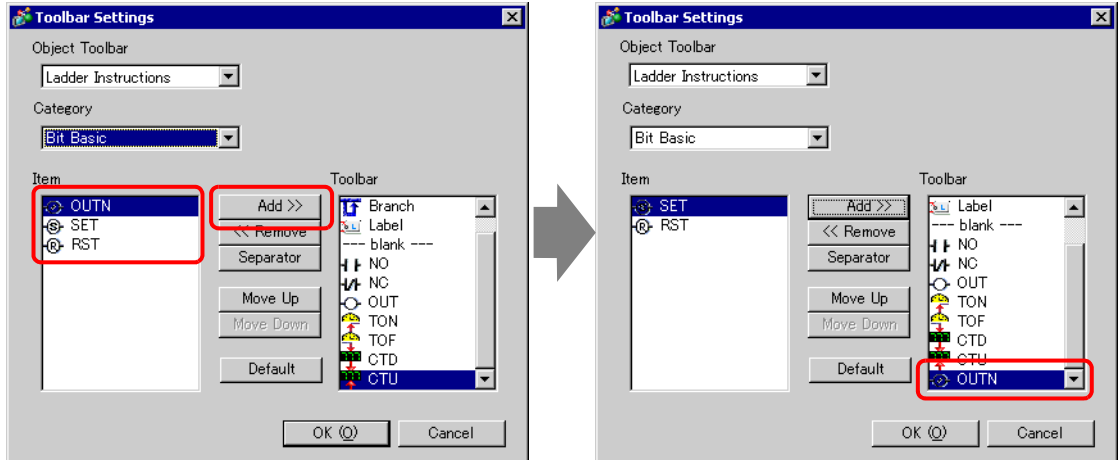 Toolbar Settings
Object Toolbar
Ladder Instructions
Category
Bit Basic
Item
Toolbar
OUTN
SET
RST
Add >>
<< Remove
Separator
Move Up
Move Down
Default
Branch
Label
--- blank ---
NO
NC
OUT
TON
TOF
CTD
CTU
OK (O)
Cancel
Toolbar Settings
Object Toolbar
Ladder Instructions
Category
Bit Basic
Item
Toolbar
SET
RST
Add >>
<< Remove
Separator
Move Up
Move Down
Default
Label
--- blank ---
NO
NC
OUT
TON
TOF
CTD
CTU
OUTN
OK (O)
Cancel